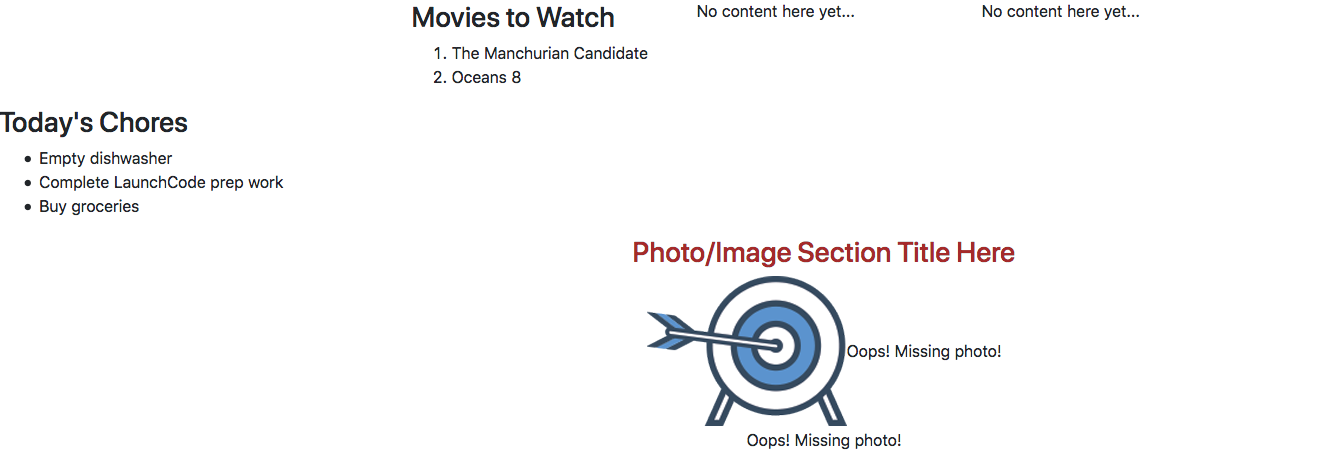 Movies to Watch
1. The Manchurian Candidate
2. Oceans 8
No content here yet...
No content here yet...
Today's Chores
• Empty dishwasher
• Complete LaunchCode prep work
• Buy groceries
Photo/Image Section Title Here
Oops! Missing photo!
Oops! Missing photo!